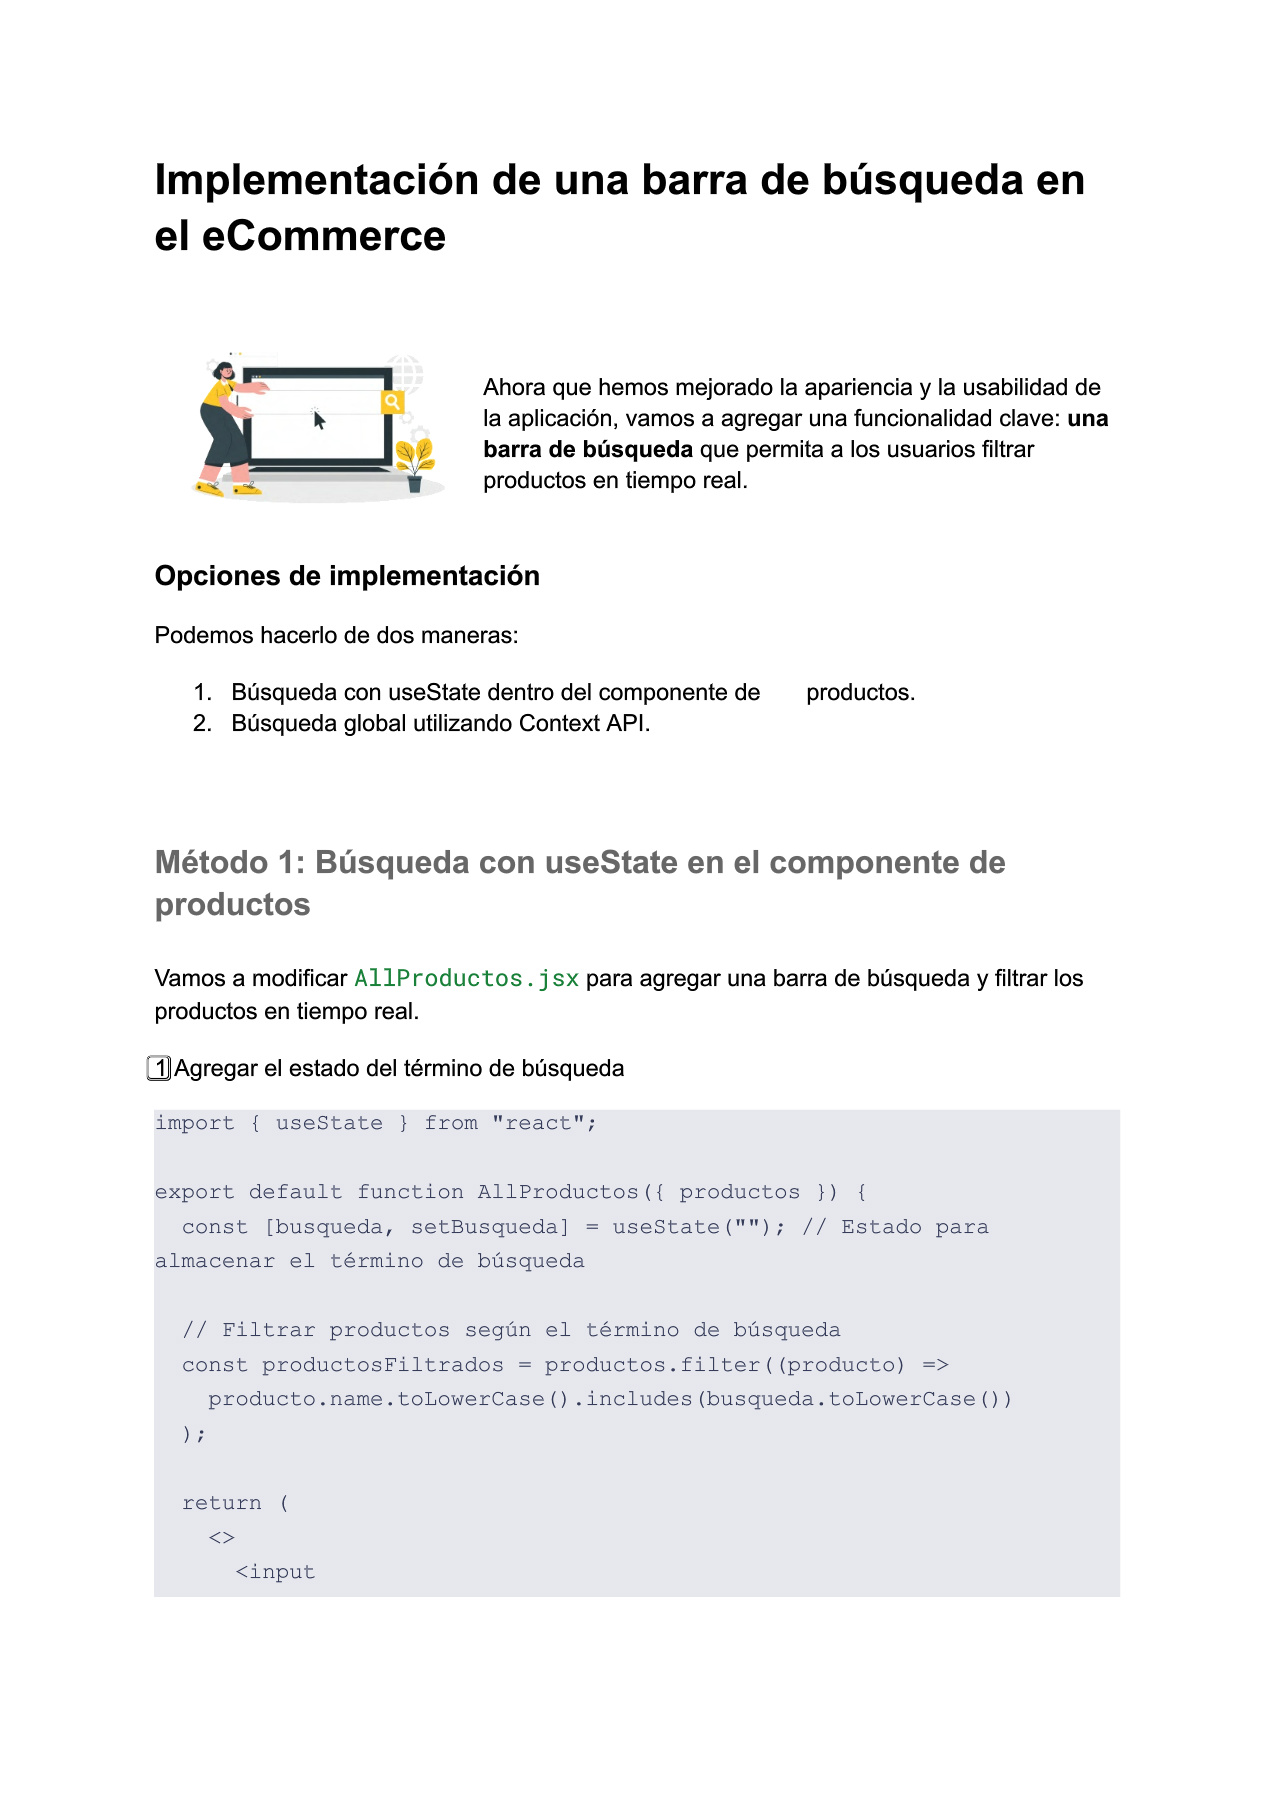 Implementación de una barra de búsqueda en
el eCommerce
Ahora que hemos mejorado la apariencia y la usabilidad de
la aplicación, vamos a agregar una funcionalidad clave: una
barra de búsqueda que permita a los usuarios filtrar
productos en tiempo real.
Opciones de implementación
Podemos hacerlo de dos maneras:
1. Búsqueda con useState dentro del componente de productos.
2. Búsqueda global utilizando Context API.
Método 1: Búsqueda con useState en el componente de
productos
Vamos a modificar AllProductos.jsx para agregar una barra de búsqueda y filtrar los
productos en tiempo real.
1 Agregar el estado del término de búsqueda
import { useState } from "react";
export default function AllProductos({ productos }) {
  const [busqueda, setBusqueda] = useState(""); // Estado para
almacenar el término de búsqueda
  // Filtrar productos según el término de búsqueda
  const productosFiltrados = productos.filter((producto) =>
    producto.name.toLowerCase().includes(busqueda.toLowerCase())
  );
  return (
    <>
      <input